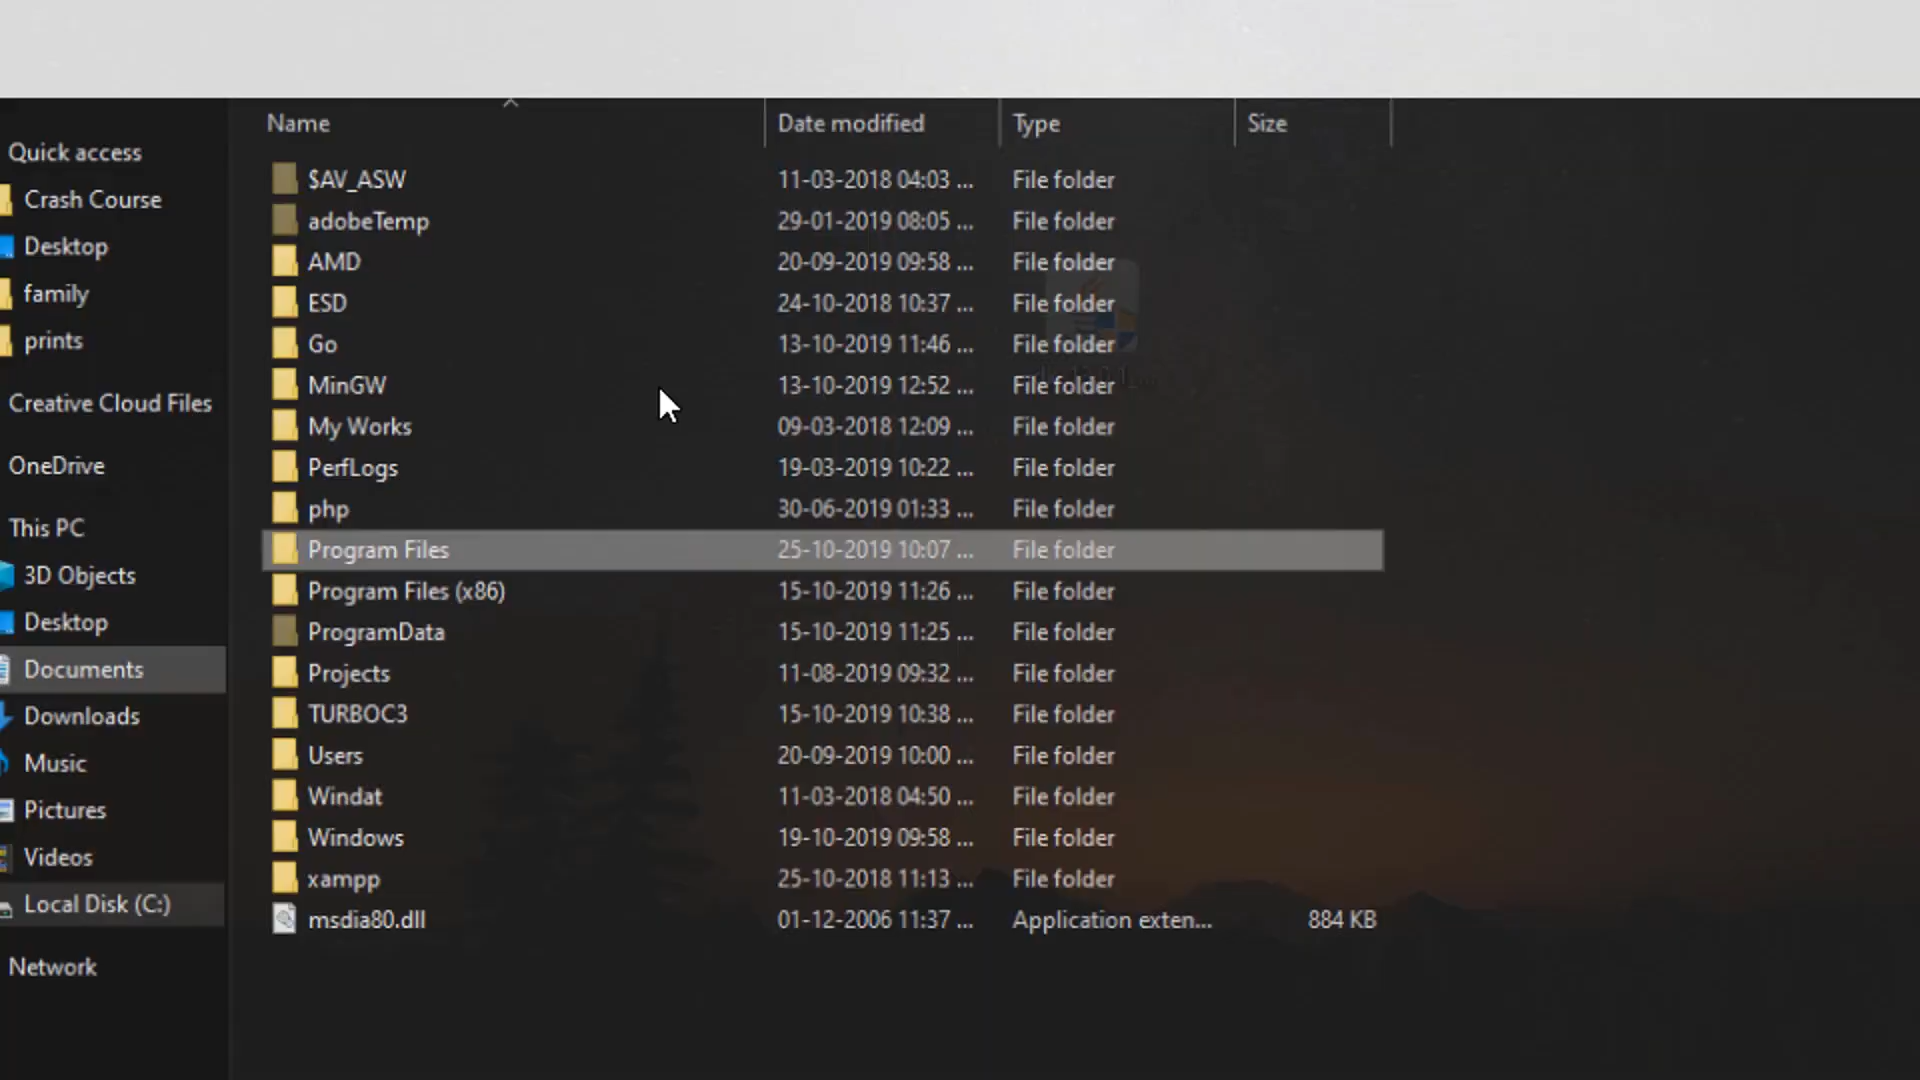 Name Date modified Type Size
Quick access
Crash Course
Desktop
family
prints
Creative Cloud Files
OneDrive
This PC
3D Objects
Desktop
Documents
Downloads
Music
Pictures
Videos
Local Disk (C:)
Network
$AV_ASW 11-03-2018 04:03 ... File folder
adobeTemp 29-01-2019 08:05 ... File folder
AMD 20-09-2019 09:58 ... File folder
ESD 24-10-2018 10:37 ... File folder
Go 13-10-2019 11:46 ... File folder
MinGW 13-10-2019 12:52 ... File folder
My Works 09-03-2018 12:09 ... File folder
PerfLogs 19-03-2019 10:22 ... File folder
php 30-06-2019 01:33 ... File folder
Program Files 25-10-2019 10:07 ... File folder
Program Files (x86) 15-10-2019 11:26 ... File folder
ProgramData 15-10-2019 11:25 ... File folder
Projects 11-08-2019 09:32 ... File folder
TURBOC3 15-10-2019 10:38 ... File folder
Users 20-09-2019 10:00 ... File folder
Windat 11-03-2018 04:50 ... File folder
Windows 19-10-2019 09:58 ... File folder
xampp 25-10-2018 11:13 ... File folder
msdia80.dll 01-12-2006 11:37 ... Application exten... 884 KB